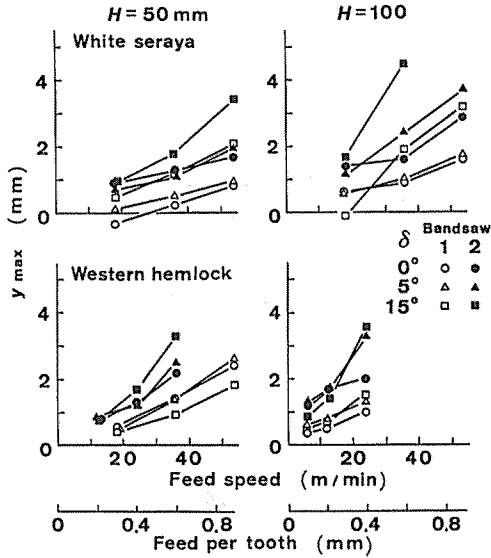 H = 50 mm H = 100
White seraya
4
2
0
y max (mm)
δ Bandsaw
1 2
0°
5°
15°
Western hemlock
4
2
0
20 40 20 40
Feed speed (m/min)
0 0.4 0.8 0 0.4 0.8
Feed per tooth (mm)